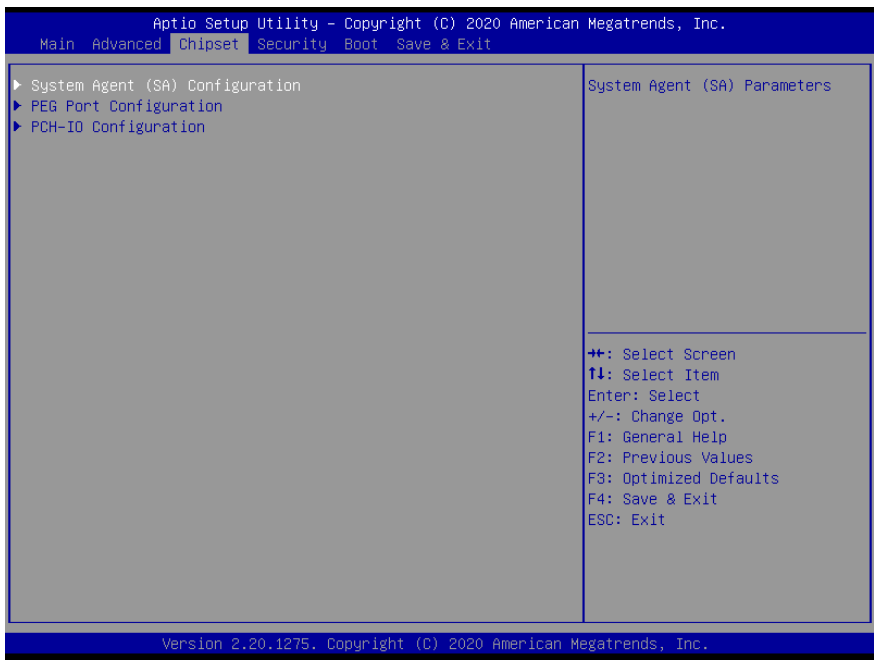 Aptio Setup Utility – Copyright (C) 2020 American Megatrends, Inc.
Main Advanced Chipset Security Boot Save & Exit
System Agent (SA) Configuration
PEG Port Configuration
PCH-IO Configuration
System Agent (SA) Parameters
→←: Select Screen
↑↓: Select Item
Enter: Select
+/-: Change Opt.
F1: General Help
F2: Previous Values
F3: Optimized Defaults
F4: Save & Exit
ESC: Exit
Version 2.20.1275. Copyright (C) 2020 American Megatrends, Inc.